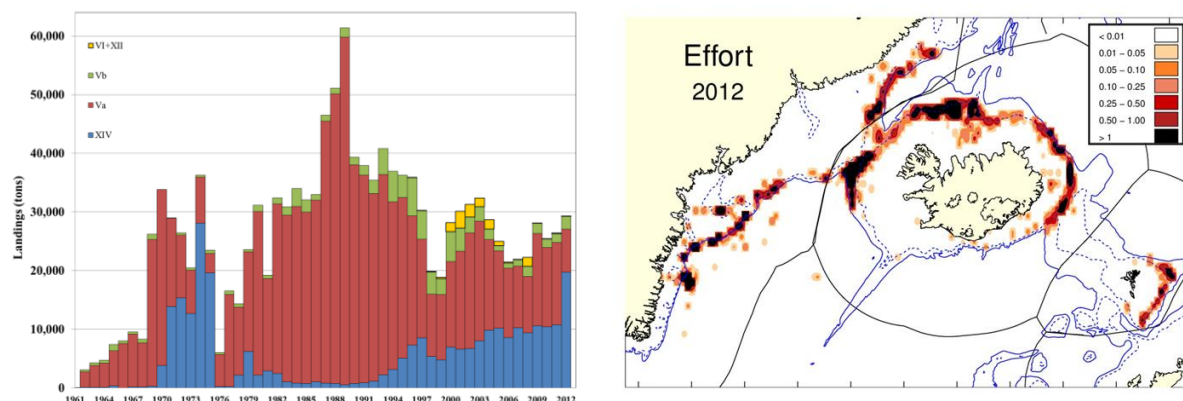 60,000
50,000
40,000
30,000
20,000
10,000
0
Landings (tons)
VI+XII
Vb
Va
XIV
1961 1964 1967 1970 1973 1976 1979 1982 1985 1988 1991 1994 1997 2000 2003 2006 2009 2012
Effort
2012
< 0.01
0.01 – 0.05
0.05 – 0.10
0.10 – 0.25
0.25 – 0.50
0.50 – 1.00
> 1